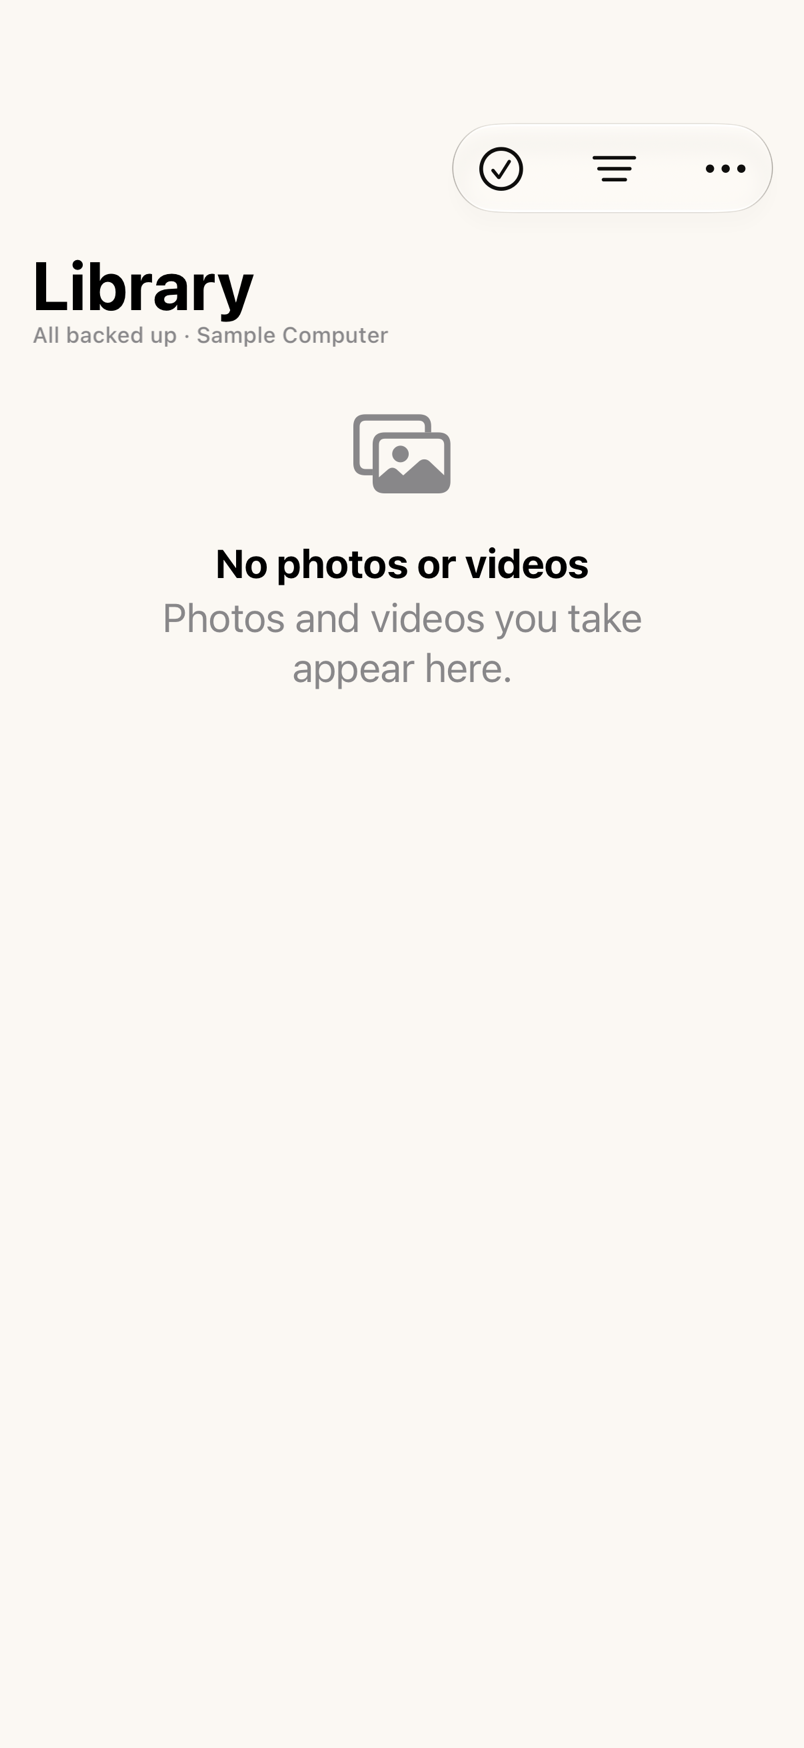 Library
All backed up · Sample Computer
No photos or videos
Photos and videos you take
appear here.